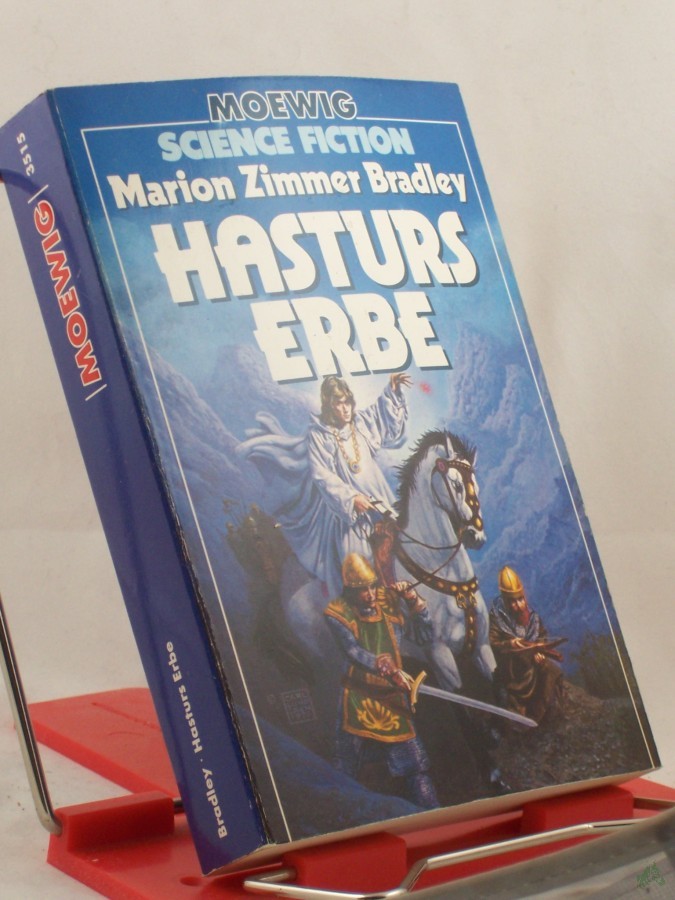 MOEWIG
SCIENCE FICTION
Marion Zimmer Bradley
HASTURS
ERBE
3515
MOEWIG
Bradley · Hasturs Erbe